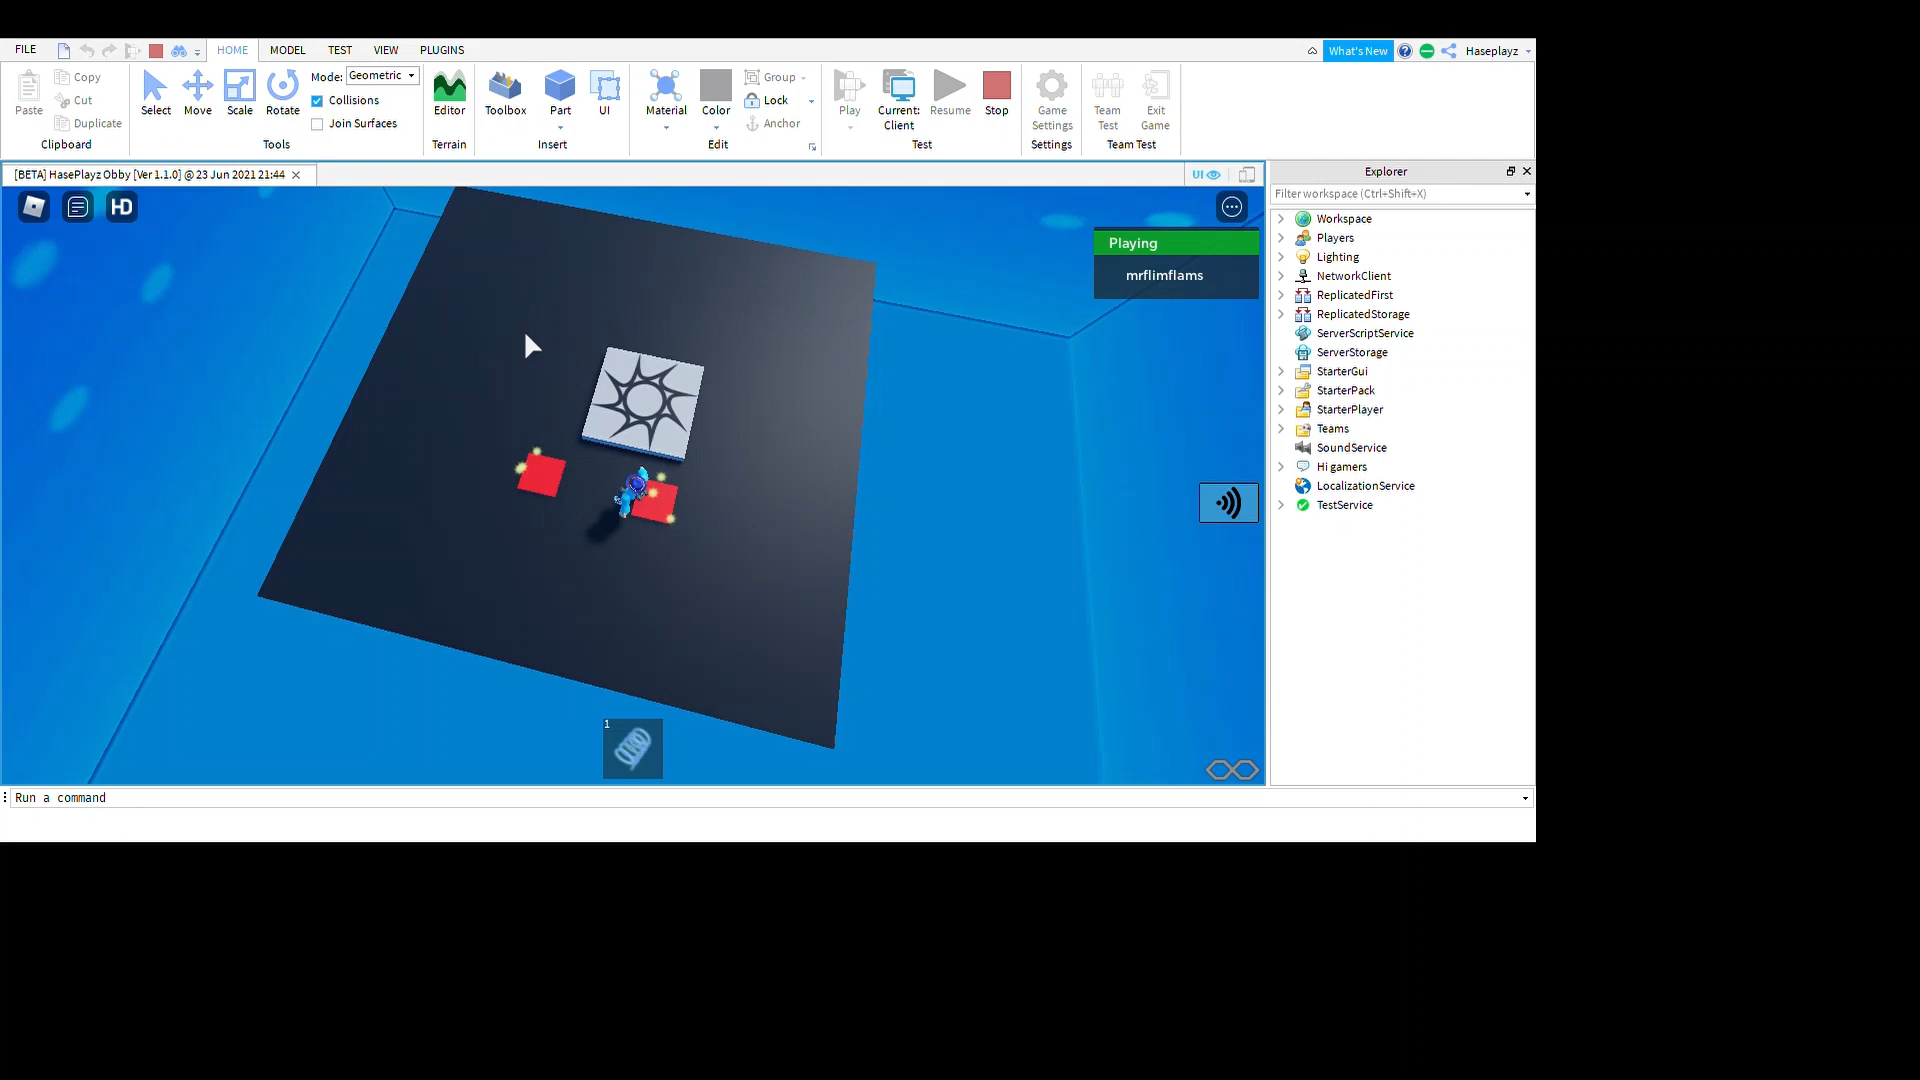 FILE HOME MODEL TEST VIEW PLUGINS What's New Haseplayz
Paste Copy Cut Duplicate
Clipboard
Select Move Scale Rotate Mode: Geometric
Collisions
Join Surfaces
Tools
Editor
Terrain
Toolbox Part UI
Insert
Material Color Group Lock Anchor
Edit
Play Current: Client Resume Stop
Test
Game Settings
Settings
Team Test Exit Game
Team Test
[BETA] HasePlayz Obby [Ver 1.1.0] @ 23 Jun 2021 21:44
UI
HD
Playing
mrflimflams
1
Explorer
Filter workspace (Ctrl+Shift+X)
Workspace
Players
Lighting
NetworkClient
ReplicatedFirst
ReplicatedStorage
ServerScriptService
ServerStorage
StarterGui
StarterPack
StarterPlayer
Teams
SoundService
Hi gamers
LocalizationService
TestService
Run a command